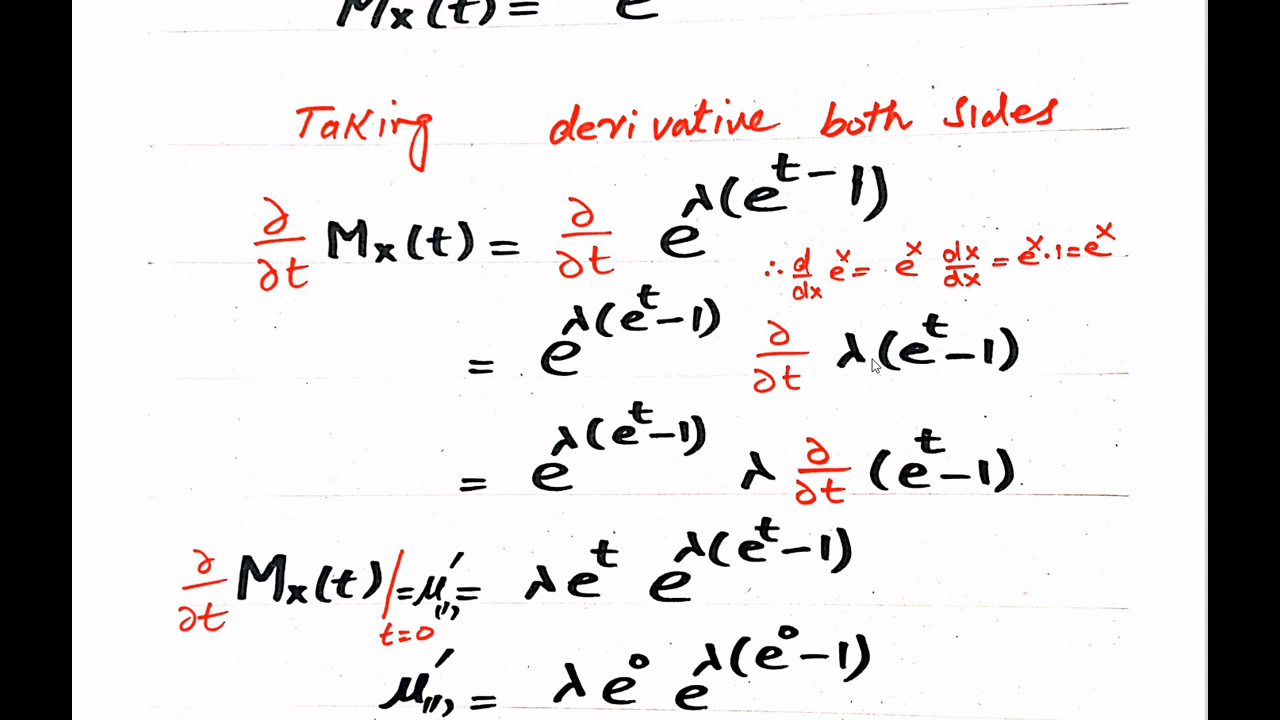 Mx(t) = e
Taking derivative both sides
∂/∂t Mx(t) = ∂/∂t e^λ(e^t-1)
∴ d/dx e^x = e^x dx/dx = e^x·1 = e^x
= e^λ(e^t-1) ∂/∂t λ(e^t-1)
= e^λ(e^t-1) λ ∂/∂t (e^t-1)
∂/∂t Mx(t)/t=0 = μ'(1) = λe^t e^λ(e^t-1)
μ'(1) = λe^0 e^λ(e^0-1)